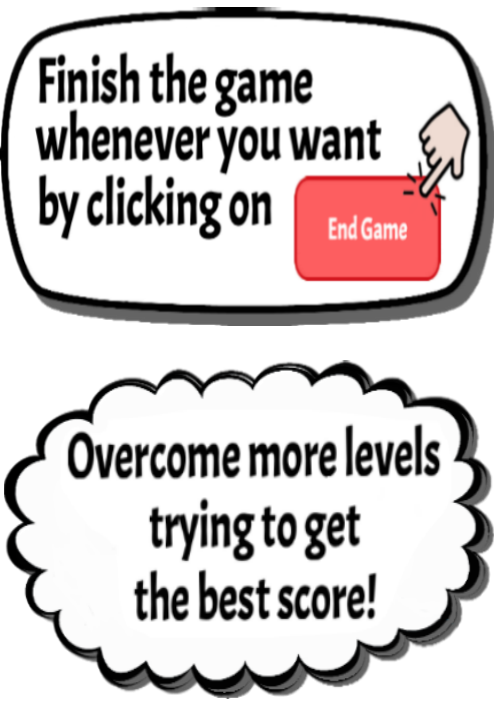 Finish the game
whenever you want
by clicking on
End Game
Overcome more levels
trying to get
the best score!